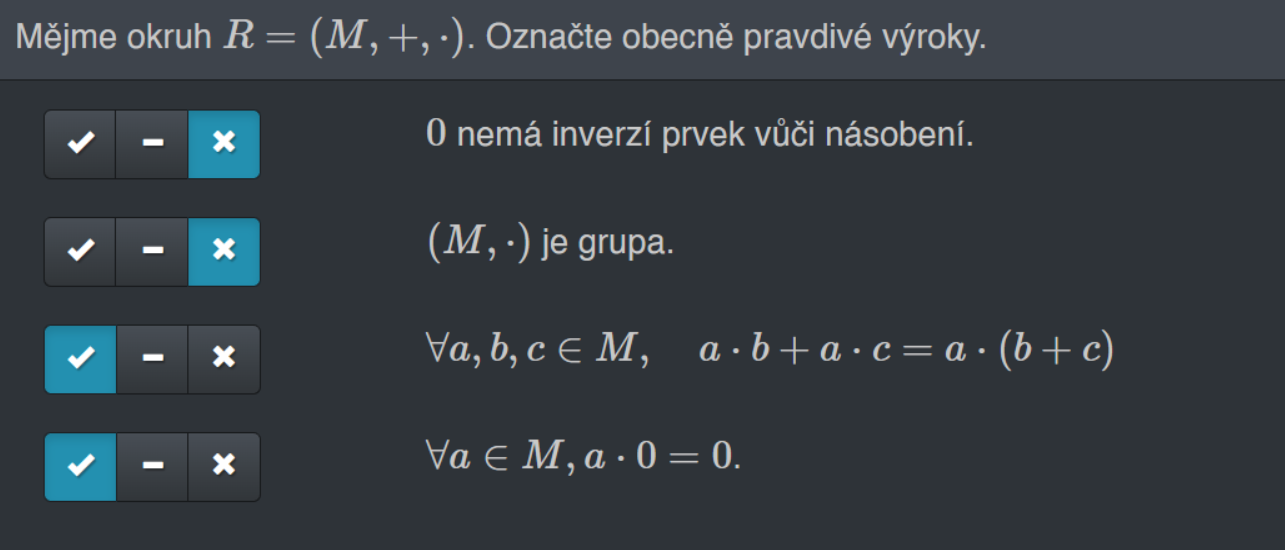 Mějme okruh R = (M, +, ·). Označte obecně pravdivé výroky.
0 nemá inverzí prvek vůči násobení.
(M, ·) je grupa.
∀a, b, c ∈ M, a · b + a · c = a · (b + c)
∀a ∈ M, a · 0 = 0.